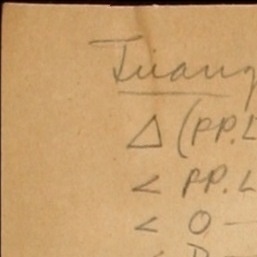 Triang
△ (PP.L
< PP.L
< O —